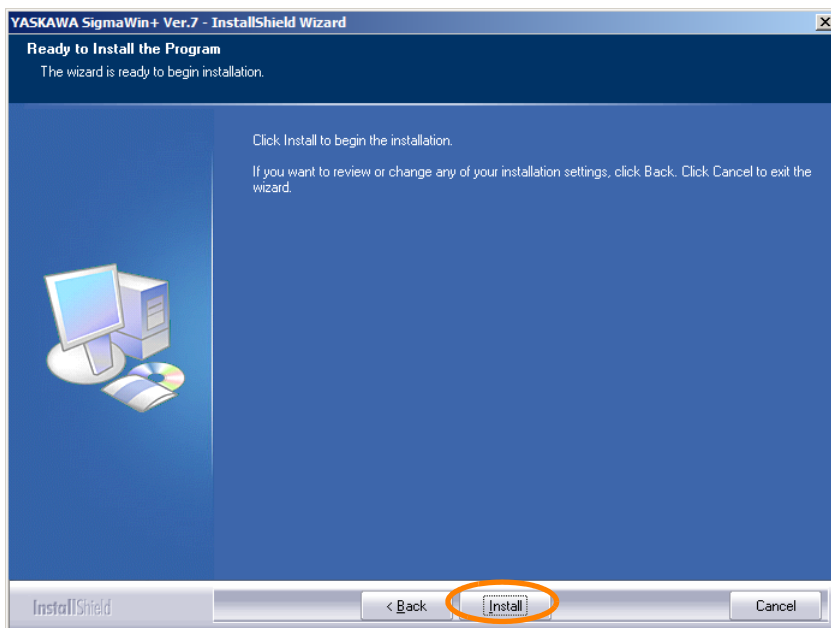 YASKAWA SigmaWin+ Ver.7 - InstallShield Wizard
Ready to Install the Program
The wizard is ready to begin installation.
Click Install to begin the installation.
If you want to review or change any of your installation settings, click Back. Click Cancel to exit the
wizard.
InstallShield
< Back
Install
Cancel